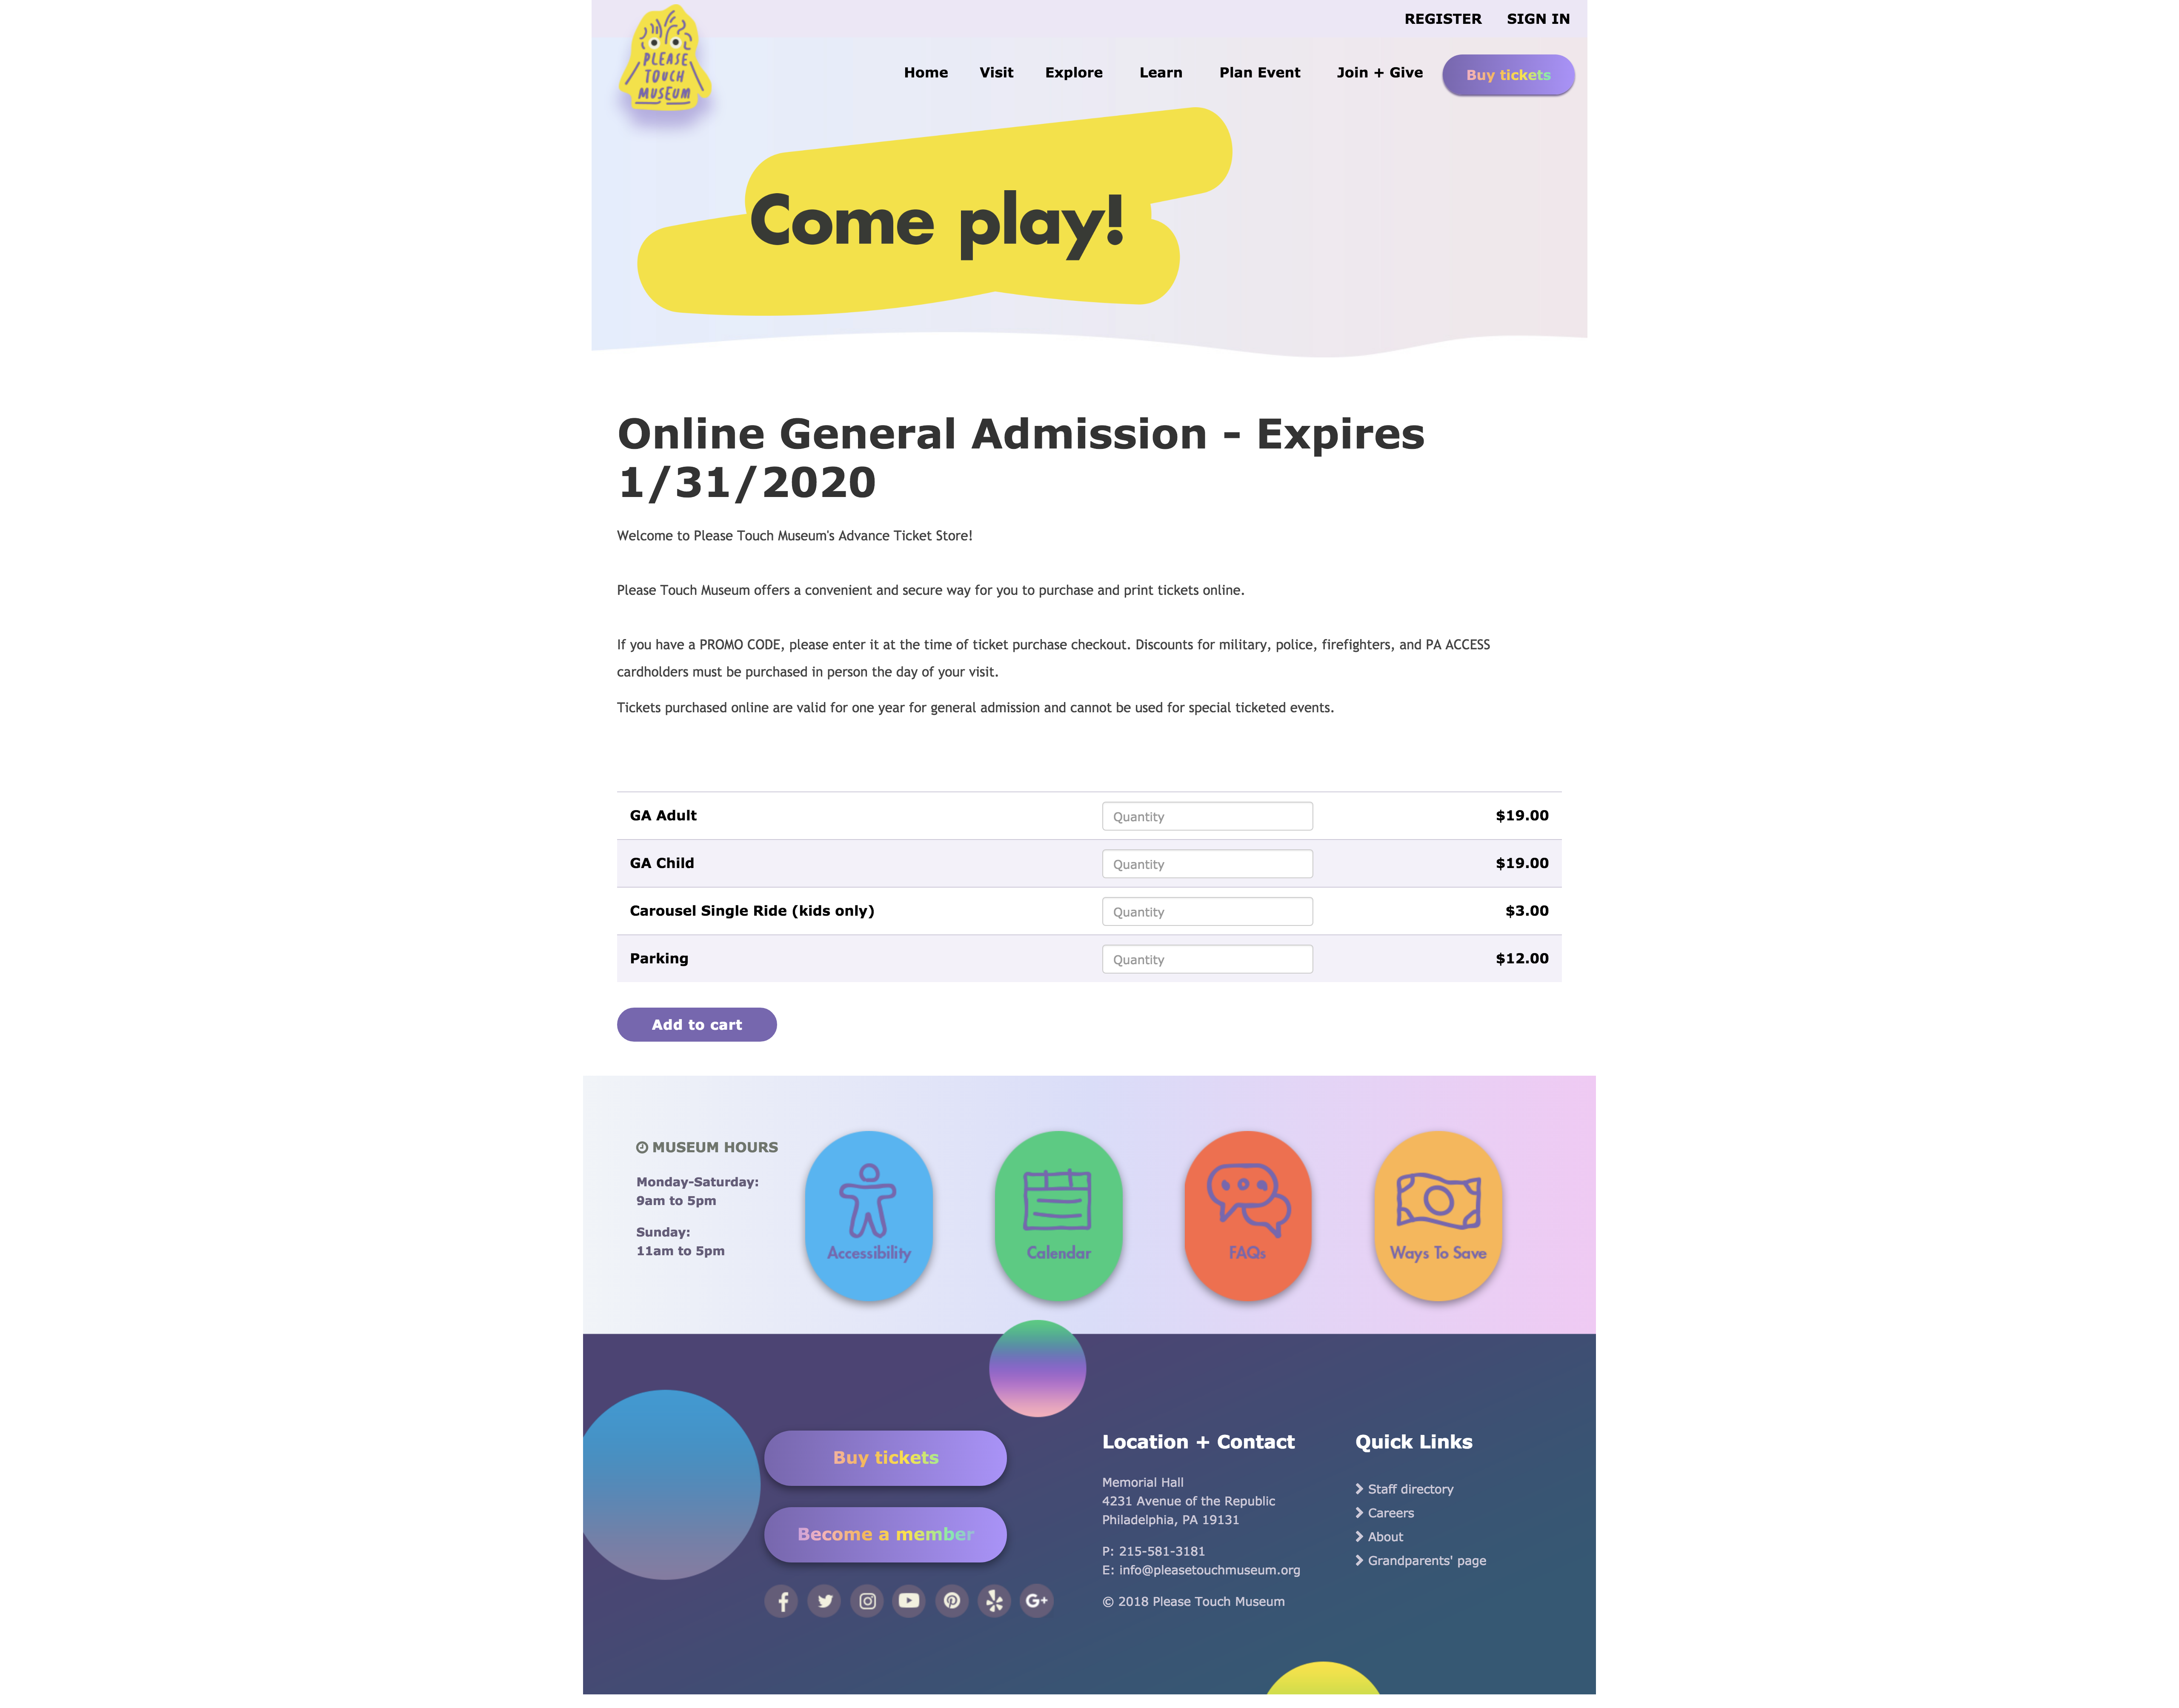 REGISTER SIGN IN
PLEASE
TOUCH
MUSEUM
Home Visit Explore Learn Plan Event Join + Give Buy tickets
Come play!
Online General Admission - Expires
1/31/2020
Welcome to Please Touch Museum's Advance Ticket Store!
Please Touch Museum offers a convenient and secure way for you to purchase and print tickets online.
If you have a PROMO CODE, please enter it at the time of ticket purchase checkout. Discounts for military, police, firefighters, and PA ACCESS
cardholders must be purchased in person the day of your visit.
Tickets purchased online are valid for one year for general admission and cannot be used for special ticketed events.
GA Adult Quantity $19.00
GA Child Quantity $19.00
Carousel Single Ride (kids only) Quantity $3.00
Parking Quantity $12.00
Add to cart
MUSEUM HOURS
Monday-Saturday:
9am to 5pm
Sunday:
11am to 5pm
Accessibility Calendar FAQs Ways To Save
Buy tickets
Become a member
Location + Contact
Memorial Hall
4231 Avenue of the Republic
Philadelphia, PA 19131
P: 215-581-3181
E: info@pleasetouchmuseum.org
© 2018 Please Touch Museum
Quick Links
Staff directory
Careers
About
Grandparents' page